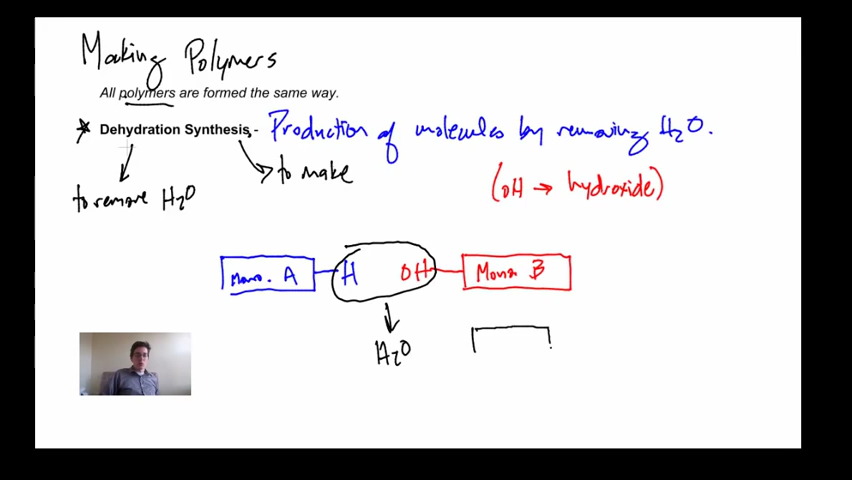 Making Polymers
All polymers are formed the same way.
Dehydration Synthesis - Production of molecules by removing H₂O.
to remove H₂O
to make
(OH → hydroxide)
Mono. A H OH Mono. B
H₂O